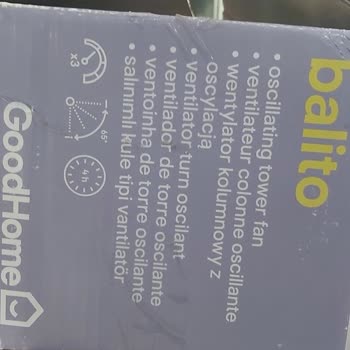 balito
• oscillating tower fan
• ventilateur colonne oscillante
• wentylator kolumnowy z
oscylacją
• ventilator turn oscilant
• ventilador de torre oscilante
• ventoinha de torre oscilante
• salınımlı kule tipi vantilatör
x3
65°
4h
GoodHome